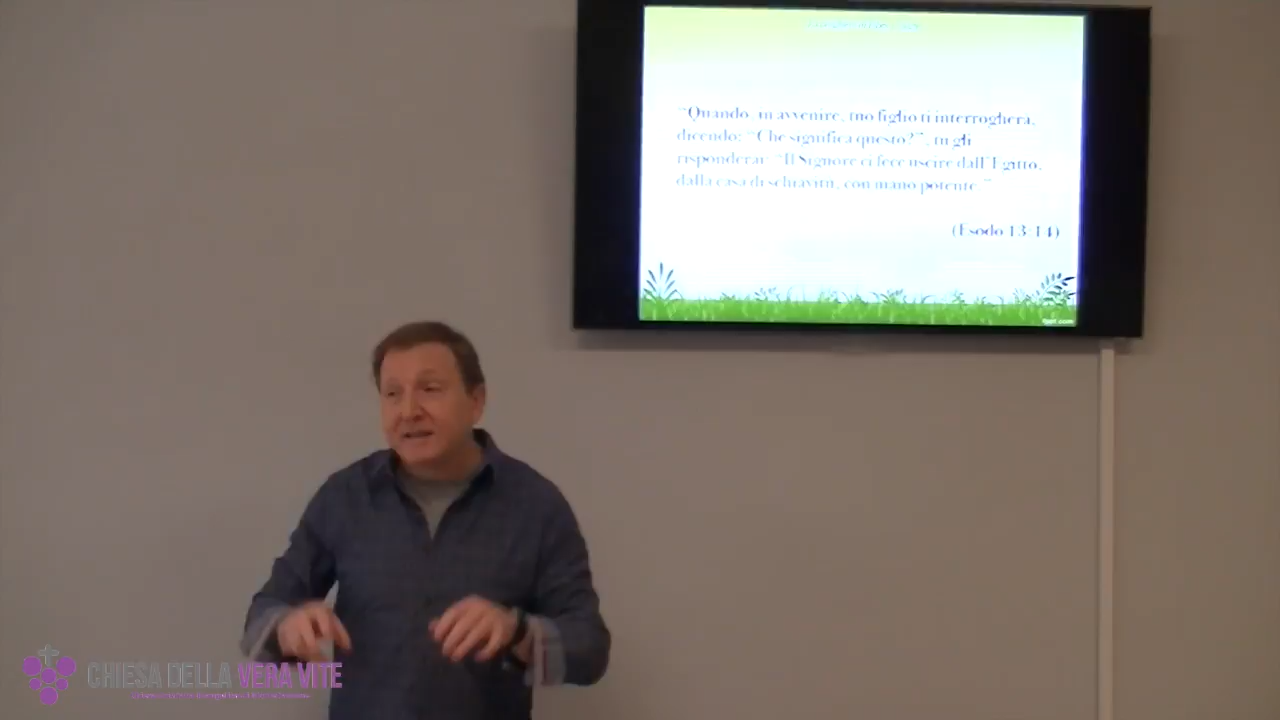 “Quando, in avvenire, tuo figlio ti interrogherà,
dicendo: “Che significa questo?”, tu gli
risponderai: “Il Signore ci fece uscire dall’Egitto,
dalla casa di schiavitù, con mano potente.”
(Esodo 13:14)
CHIESA DELLA VERA VITE